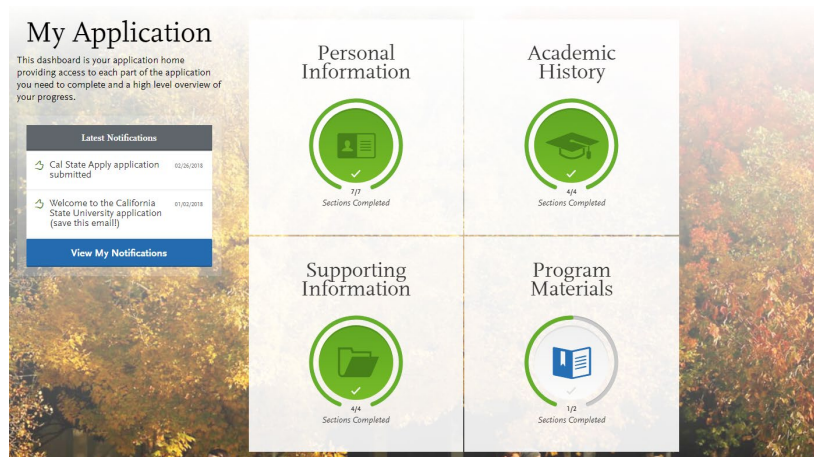 My Application
This dashboard is your application home
providing access to each part of the application
you need to complete and a high level overview of
your progress.
Latest Notifications
Cal State Apply application
submitted
02/26/2018
Welcome to the California
State University application
(save this email!)
01/02/2018
View My Notifications
Personal
Information
7/7
Sections Completed
Academic
History
4/4
Sections Completed
Supporting
Information
4/4
Sections Completed
Program
Materials
1/2
Sections Completed